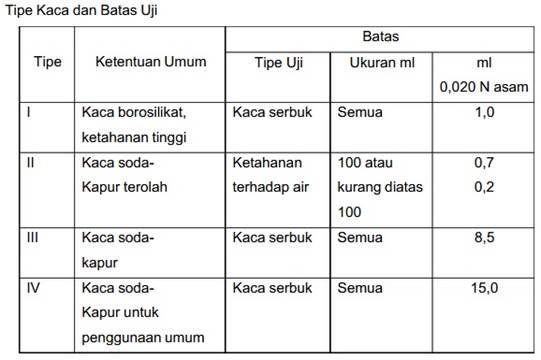 Tipe Kaca dan Batas Uji
Batas
Tipe Ketentuan Umum Tipe Uji Ukuran ml ml
0,020 N asam
I Kaca borosilikat, Kaca serbuk Semua 1,0
ketahanan tinggi
II Kaca soda- Ketahanan 100 atau 0,7
Kapur terolah terhadap air kurang diatas 0,2
100
III Kaca soda- Kaca serbuk Semua 8,5
kapur
IV Kaca soda- Kaca serbuk Semua 15,0
Kapur untuk
penggunaan umum